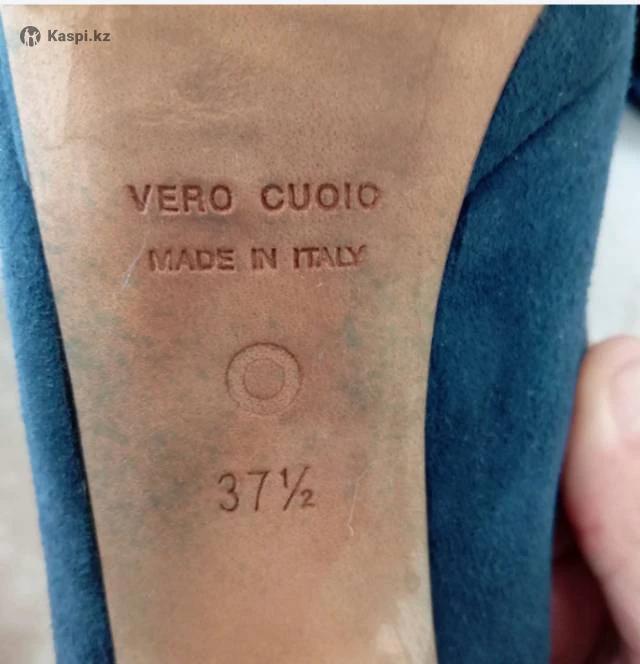 Kaspi.kz
VERO CUOIO
MADE IN ITALY
37½